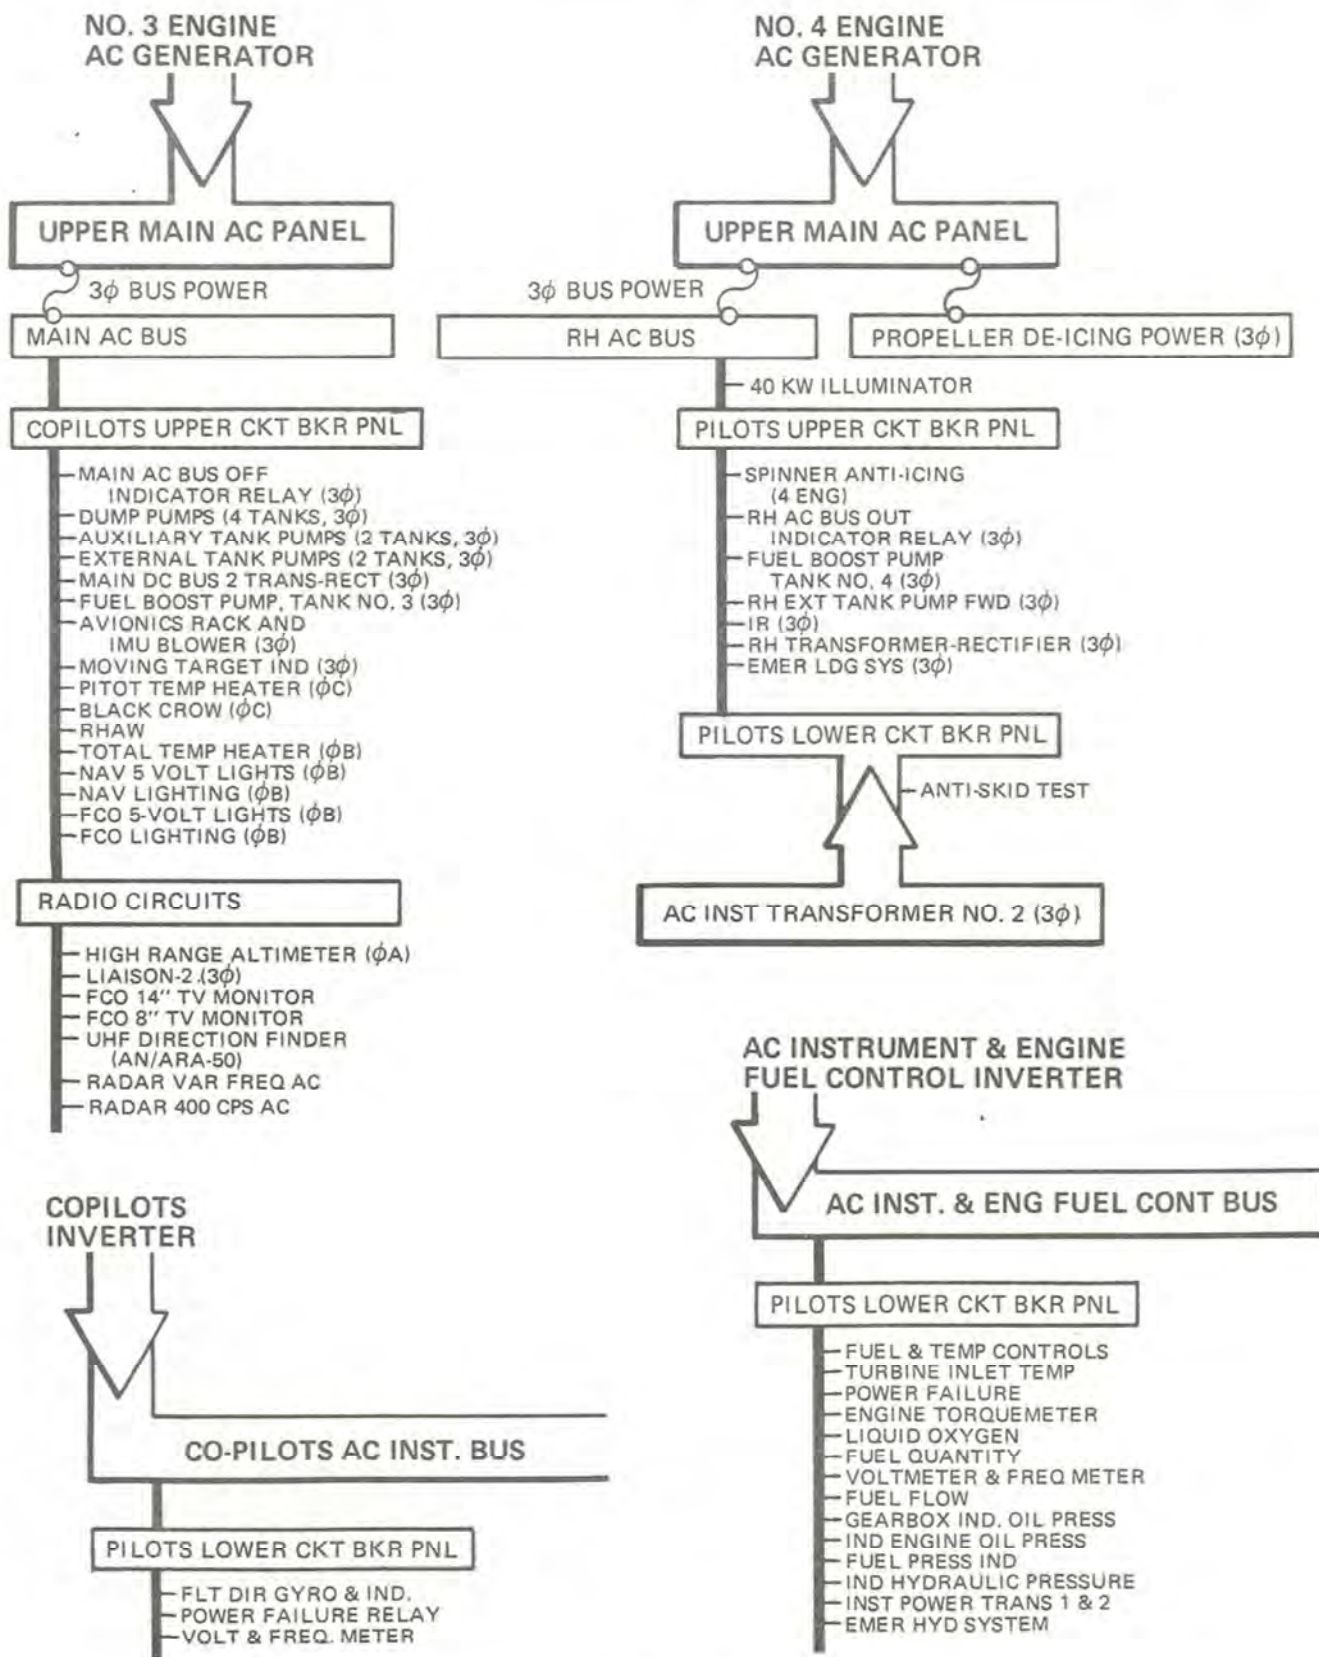 NO. 3 ENGINE
AC GENERATOR
UPPER MAIN AC PANEL
3ϕ BUS POWER
MAIN AC BUS
COPILOTS UPPER CKT BKR PNL
MAIN AC BUS OFF
INDICATOR RELAY (3ϕ)
DUMP PUMPS (4 TANKS, 3ϕ)
AUXILIARY TANK PUMPS (2 TANKS, 3ϕ)
EXTERNAL TANK PUMPS (2 TANKS, 3ϕ)
MAIN DC BUS 2 TRANS-RECT (3ϕ)
FUEL BOOST PUMP, TANK NO. 3 (3ϕ)
AVIONICS RACK AND
IMU BLOWER (3ϕ)
MOVING TARGET IND (3ϕ)
PITOT TEMP HEATER (ϕC)
BLACK CROW (ϕC)
RHAW
TOTAL TEMP HEATER (ϕB)
NAV 5 VOLT LIGHTS (ϕB)
NAV LIGHTING (ϕB)
FCO 5-VOLT LIGHTS (ϕB)
FCO LIGHTING (ϕB)
RADIO CIRCUITS
HIGH RANGE ALTIMETER (ϕA)
LIAISON-2 (3ϕ)
FCO 14" TV MONITOR
FCO 8" TV MONITOR
UHF DIRECTION FINDER
(AN/ARA-50)
RADAR VAR FREQ AC
RADAR 400 CPS AC
NO. 4 ENGINE
AC GENERATOR
UPPER MAIN AC PANEL
3ϕ BUS POWER
RH AC BUS
PROPELLER DE-ICING POWER (3ϕ)
40 KW ILLUMINATOR
PILOTS UPPER CKT BKR PNL
SPINNER ANTI-ICING
(4 ENG)
RH AC BUS OUT
INDICATOR RELAY (3ϕ)
FUEL BOOST PUMP
TANK NO. 4 (3ϕ)
RH EXT TANK PUMP FWD (3ϕ)
IR (3ϕ)
RH TRANSFORMER-RECTIFIER (3ϕ)
EMER LDG SYS (3ϕ)
PILOTS LOWER CKT BKR PNL
ANTI-SKID TEST
AC INST TRANSFORMER NO. 2 (3ϕ)
COPILOTS
INVERTER
CO-PILOTS AC INST. BUS
PILOTS LOWER CKT BKR PNL
FLT DIR GYRO & IND.
POWER FAILURE RELAY
VOLT & FREQ. METER
AC INSTRUMENT & ENGINE
FUEL CONTROL INVERTER
AC INST. & ENG FUEL CONT BUS
PILOTS LOWER CKT BKR PNL
FUEL & TEMP CONTROLS
TURBINE INLET TEMP
POWER FAILURE
ENGINE TORQUEMETER
LIQUID OXYGEN
FUEL QUANTITY
VOLTMETER & FREQ METER
FUEL FLOW
GEARBOX IND. OIL PRESS
IND ENGINE OIL PRESS
FUEL PRESS IND
IND HYDRAULIC PRESSURE
INST POWER TRANS 1 & 2
EMER HYD SYSTEM